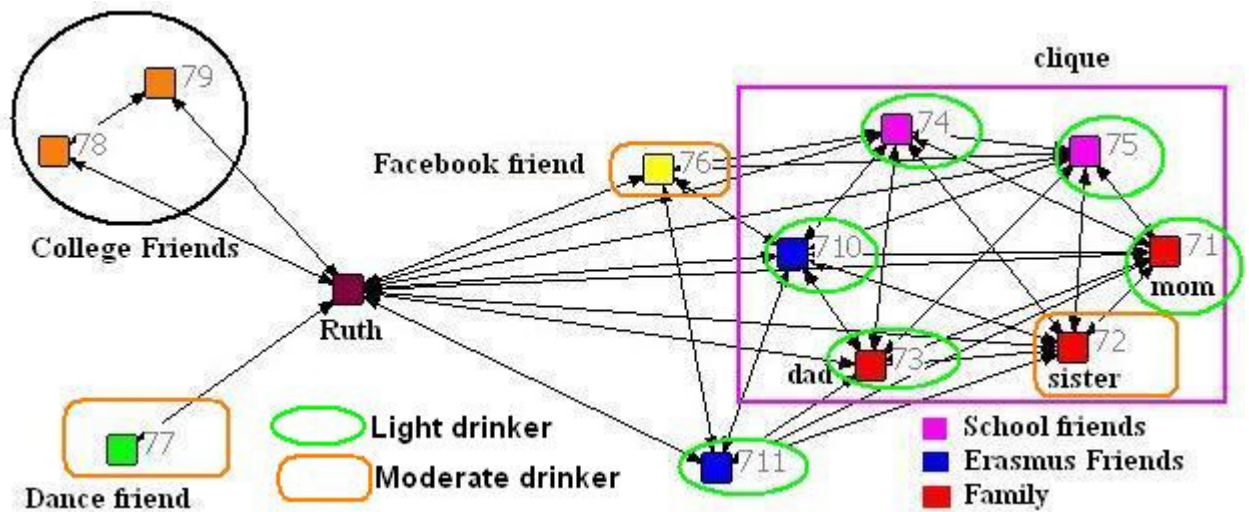 clique
79
74
78
75
Facebook friend
76
College Friends
710
71
mom
Ruth
72
dad
73
sister
Light drinker
School friends
77
711
Erasmus Friends
Moderate drinker
Dance friend
Family